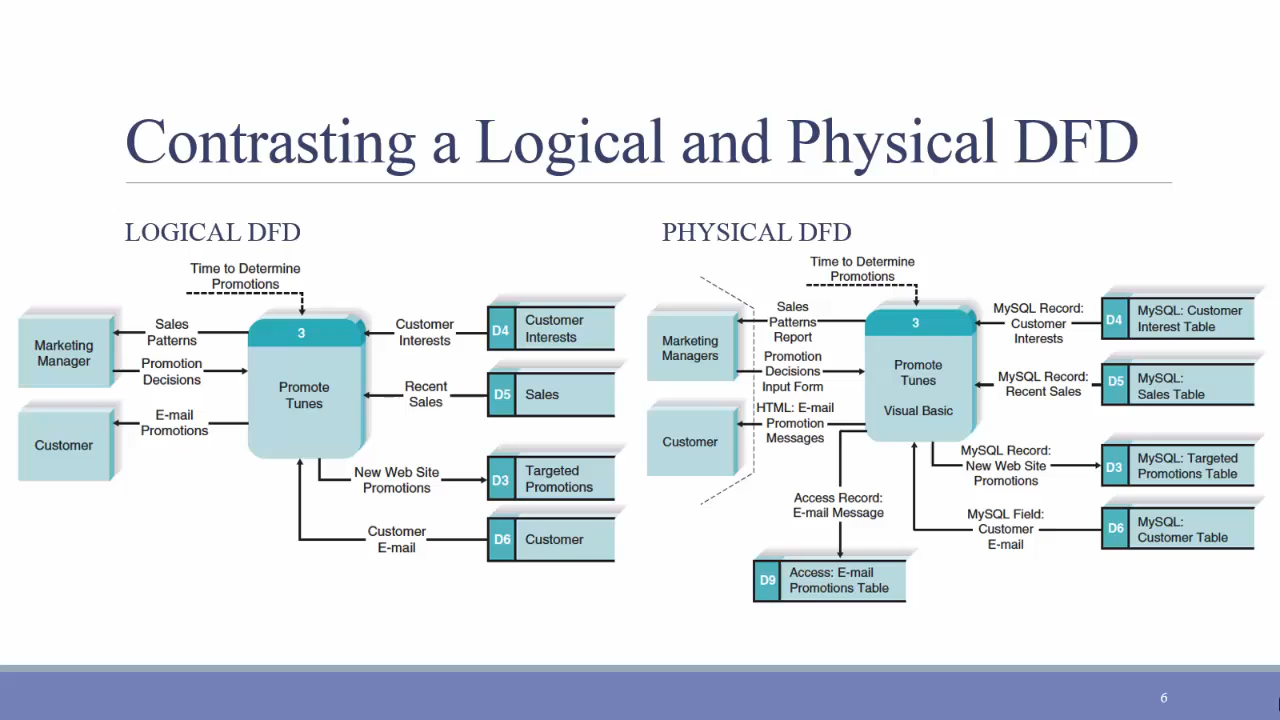 Contrasting a Logical and Physical DFD
LOGICAL DFD
Time to Determine
Promotions
Marketing
Manager
Customer
Sales
Patterns
Promotion
Decisions
E-mail
Promotions
3
Promote
Tunes
Customer
Interests
Recent
Sales
New Web Site
Promotions
Customer
E-mail
D4
Customer
Interests
D5
Sales
D3
Targeted
Promotions
D6
Customer
PHYSICAL DFD
Time to Determine
Promotions
Marketing
Managers
Customer
Sales
Patterns
Report
Promotion
Decisions
Input Form
HTML: E-mail
Promotion
Messages
3
Promote
Tunes
Visual Basic
Access Record:
E-mail Message
D9
Access: E-mail
Promotions Table
MySQL Record:
Customer
Interests
MySQL Record:
Recent Sales
MySQL Record:
New Web Site
Promotions
MySQL Field:
Customer
E-mail
D4
MySQL: Customer
Interest Table
D5
MySQL:
Sales Table
D3
MySQL: Targeted
Promotions Table
D6
MySQL:
Customer Table
6